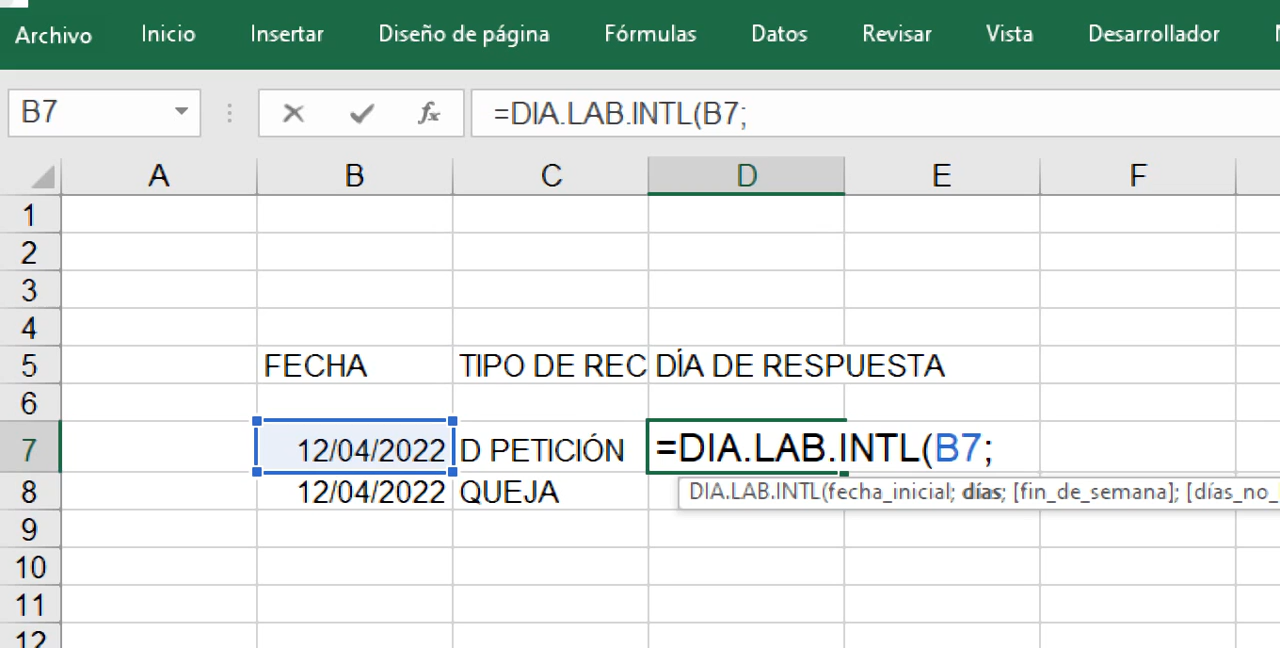 Archivo Inicio Insertar Diseño de página Fórmulas Datos Revisar Vista Desarrollador
B7 fx =DIA.LAB.INTL(B7;
A B C D E F
1
2
3
4
5 FECHA TIPO DE REC DÍA DE RESPUESTA
6
7 12/04/2022 D PETICIÓN =DIA.LAB.INTL(B7;
8 12/04/2022 QUEJA DIA.LAB.INTL(fecha_inicial; días; [fin_de_semana]; [días_no_
9
10
11
12